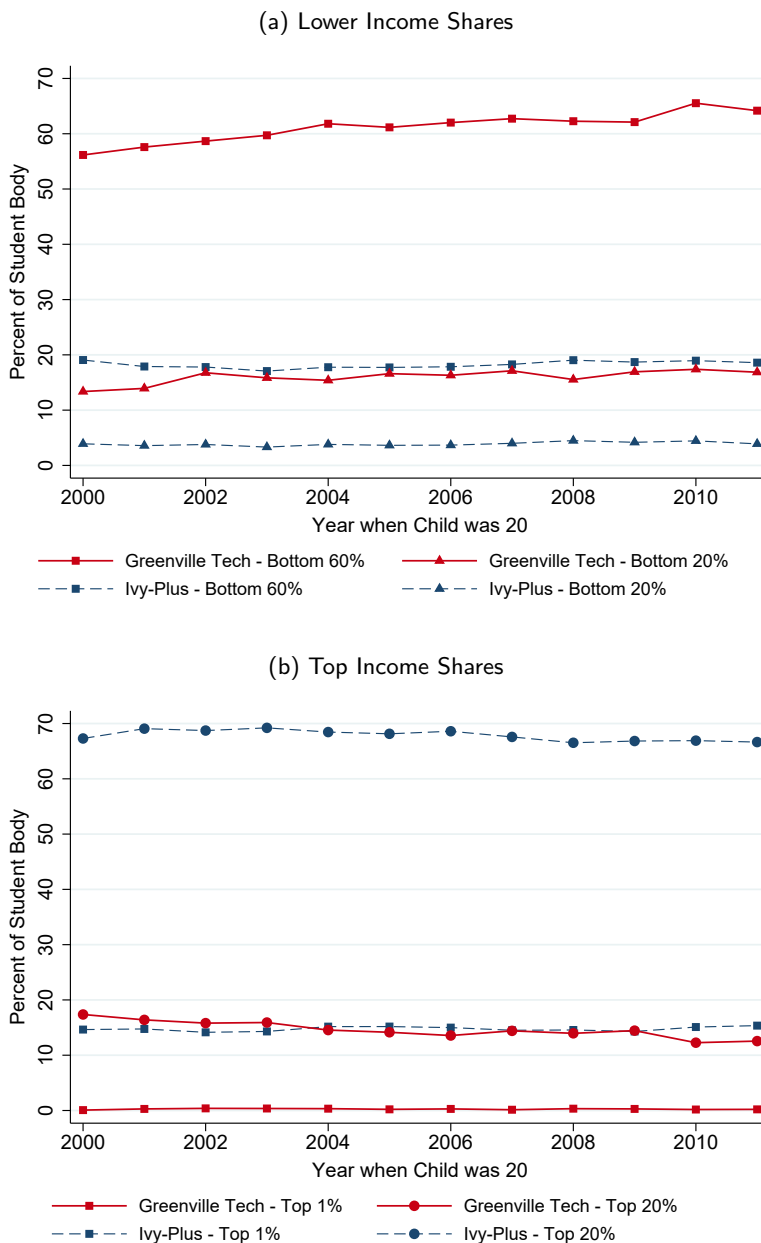 (a) Lower Income Shares
70
60
50
40
30
20
10
0
Percent of Student Body
2000 2002 2004 2006 2008 2010
Year when Child was 20
Greenville Tech - Bottom 60% Greenville Tech - Bottom 20%
Ivy-Plus - Bottom 60% Ivy-Plus - Bottom 20%
(b) Top Income Shares
70
60
50
40
30
20
10
0
Percent of Student Body
2000 2002 2004 2006 2008 2010
Year when Child was 20
Greenville Tech - Top 1% Greenville Tech - Top 20%
Ivy-Plus - Top 1% Ivy-Plus - Top 20%